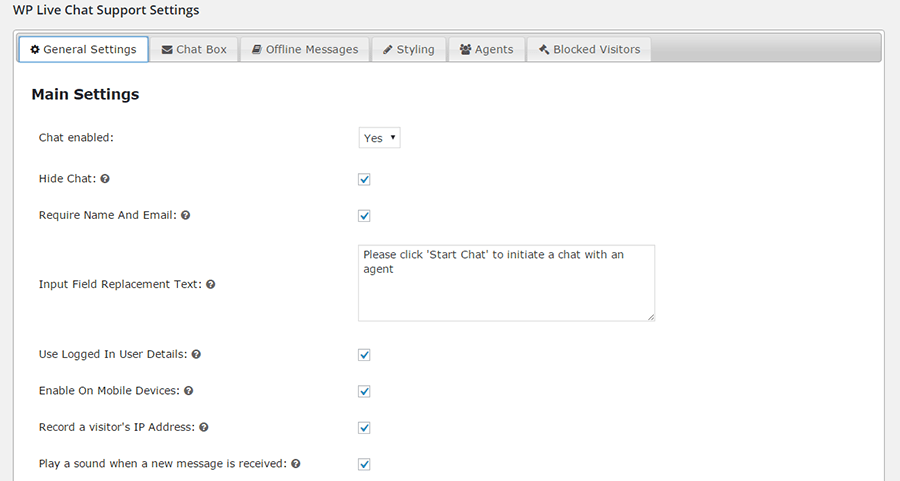 WP Live Chat Support Settings
General Settings Chat Box Offline Messages Styling Agents Blocked Visitors
Main Settings
Chat enabled: Yes
Hide Chat:
Require Name And Email:
Please click 'Start Chat' to initiate a chat with an
agent
Input Field Replacement Text:
Use Logged In User Details:
Enable On Mobile Devices:
Record a visitor's IP Address:
Play a sound when a new message is received: